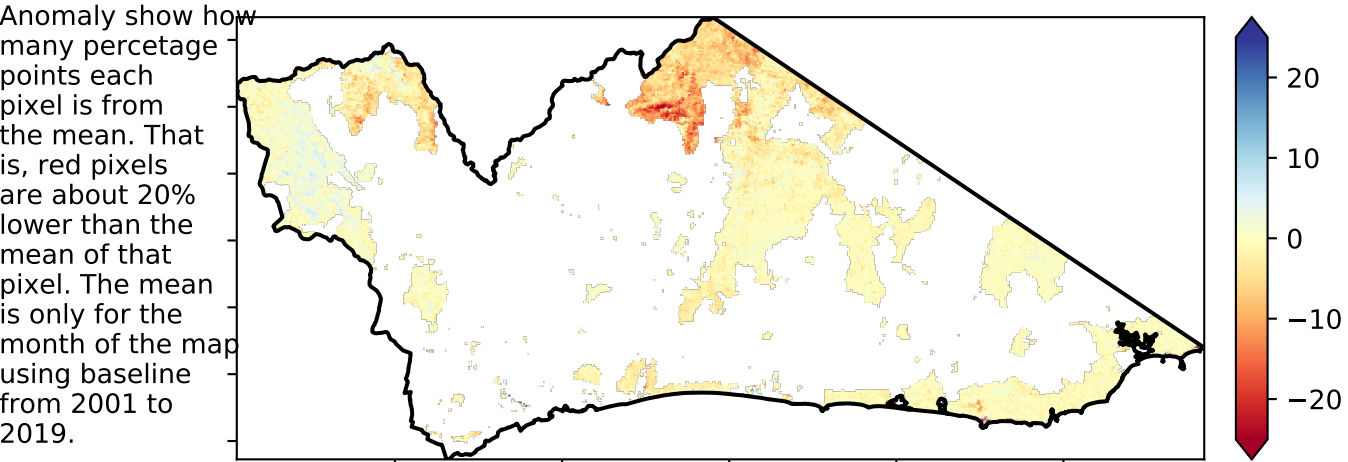 Anomaly show how
many percetage
points each
pixel is from
the mean. That
is, red pixels
are about 20%
lower than the
mean of that
pixel. The mean
is only for the
month of the map
using baseline
from 2001 to
2019.
20
10
0
−10
−20